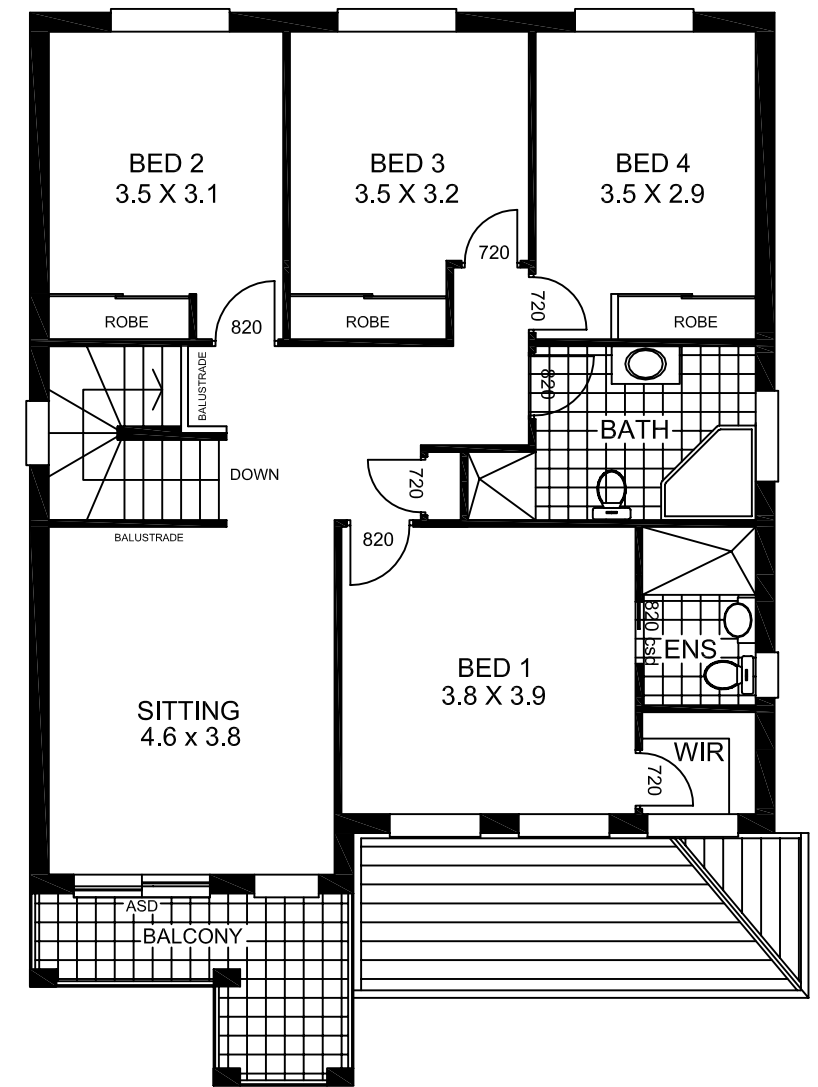 BED 2
3.5 X 3.1
BED 3
3.5 X 3.2
BED 4
3.5 X 2.9
720
720
ROBE
820
ROBE
ROBE
BALUSTRADE
820
BATH
DOWN
720
BALUSTRADE
820
820 csd
ENS
BED 1
3.8 X 3.9
SITTING
4.6 x 3.8
WIR
720
ASD
BALCONY